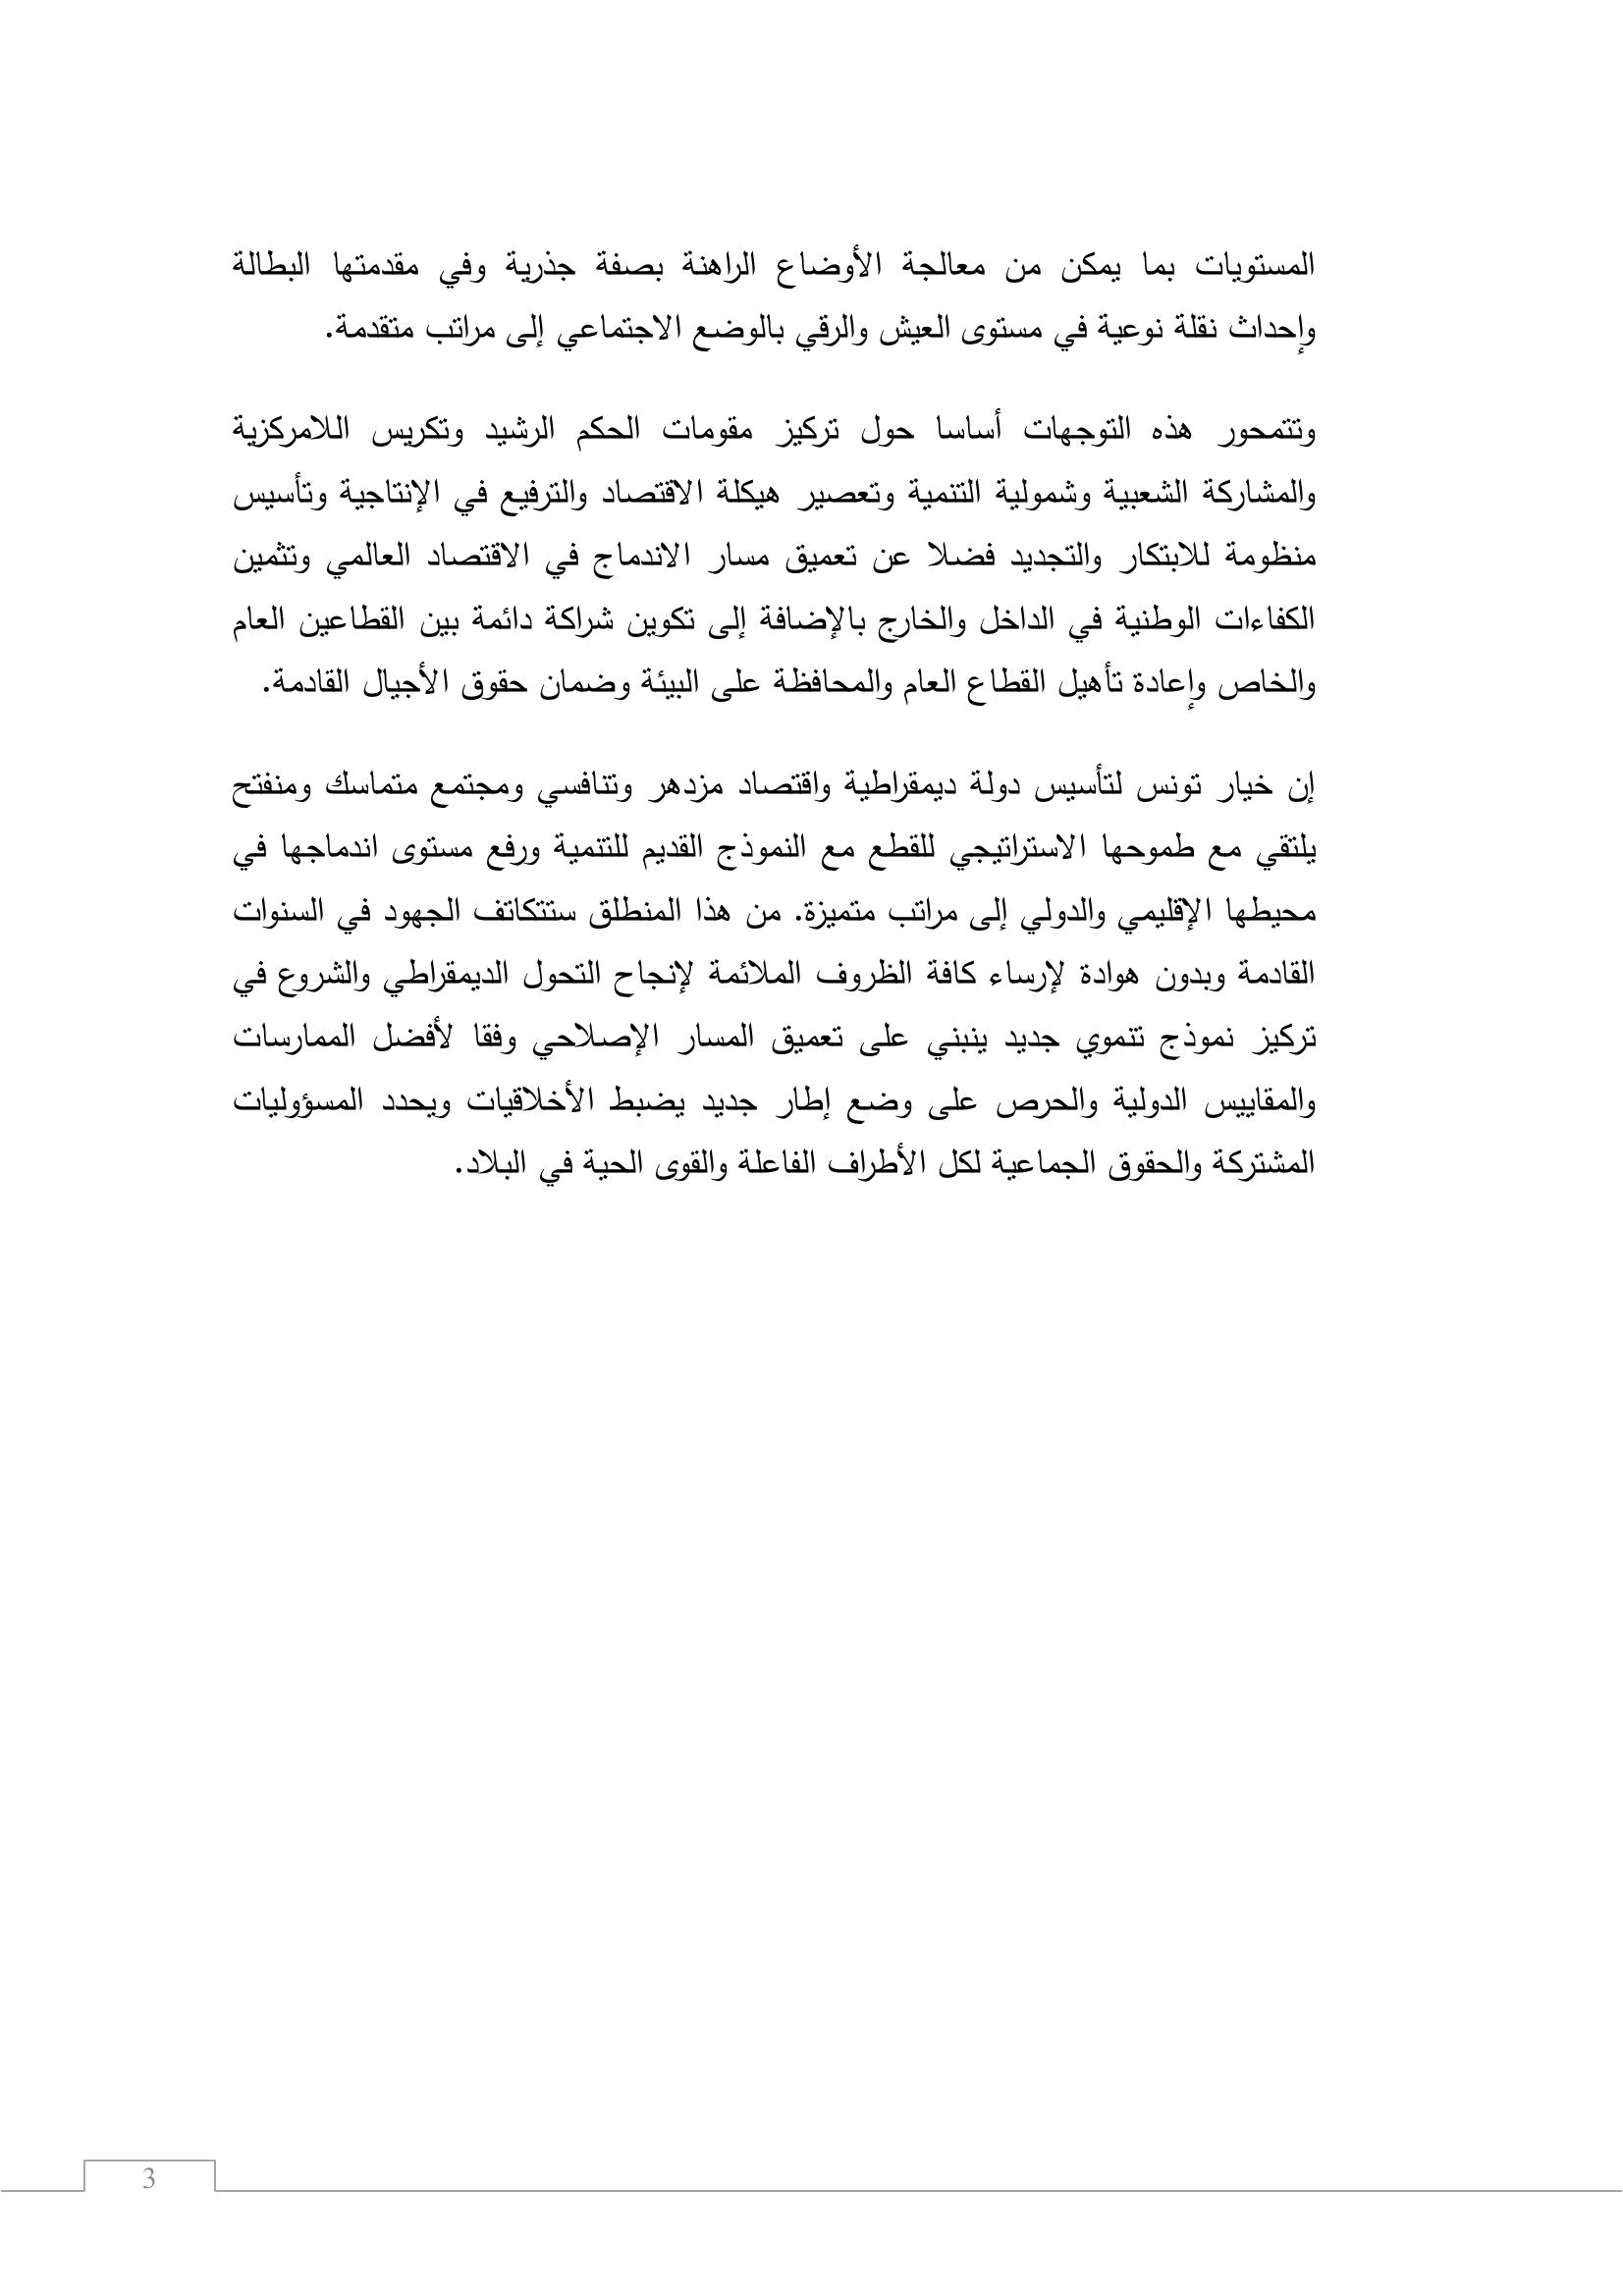 المستويات بما يمكن من معالجة الأوضاع الراهنة بصفة جذرية وفي مقدمتها البطالة
وإحداث نقلة نوعية في مستوى العيش والرقي بالوضع الاجتماعي إلى مراتب متقدمة.
وتتمحور هذه التوجهات أساسا حول تركيز مقومات الحكم الرشيد وتكريس اللامركزية
والمشاركة الشعبية وشمولية التنمية وتعصير هيكلة الاقتصاد والترفيع في الإنتاجية وتأسيس
منظومة للابتكار والتجديد فضلا عن تعميق مسار الاندماج في الاقتصاد العالمي وتثمين
الكفاءات الوطنية في الداخل والخارج بالإضافة إلى تكوين شراكة دائمة بين القطاعين العام
والخاص وإعادة تأهيل القطاع العام والمحافظة على البيئة وضمان حقوق الأجيال القادمة.
إن خيار تونس لتأسيس دولة ديمقراطية واقتصاد مزدهر وتنافسي ومجتمع متماسك ومنفتح
يلتقي مع طموحها الاستراتيجي للقطع مع النموذج القديم للتنمية ورفع مستوى اندماجها في
محيطها الإقليمي والدولي إلى مراتب متميزة. من هذا المنطلق ستتكاتف الجهود في السنوات
القادمة وبدون هوادة لإرساء كافة الظروف الملائمة لإنجاح التحول الديمقراطي والشروع في
تركيز نموذج تنموي جديد ينبني على تعميق المسار الإصلاحي وفقا لأفضل الممارسات
والمقاييس الدولية والحرص على وضع إطار جديد يضبط الأخلاقيات ويحدد المسؤوليات
المشتركة والحقوق الجماعية لكل الأطراف الفاعلة والقوى الحية في البلاد.
3